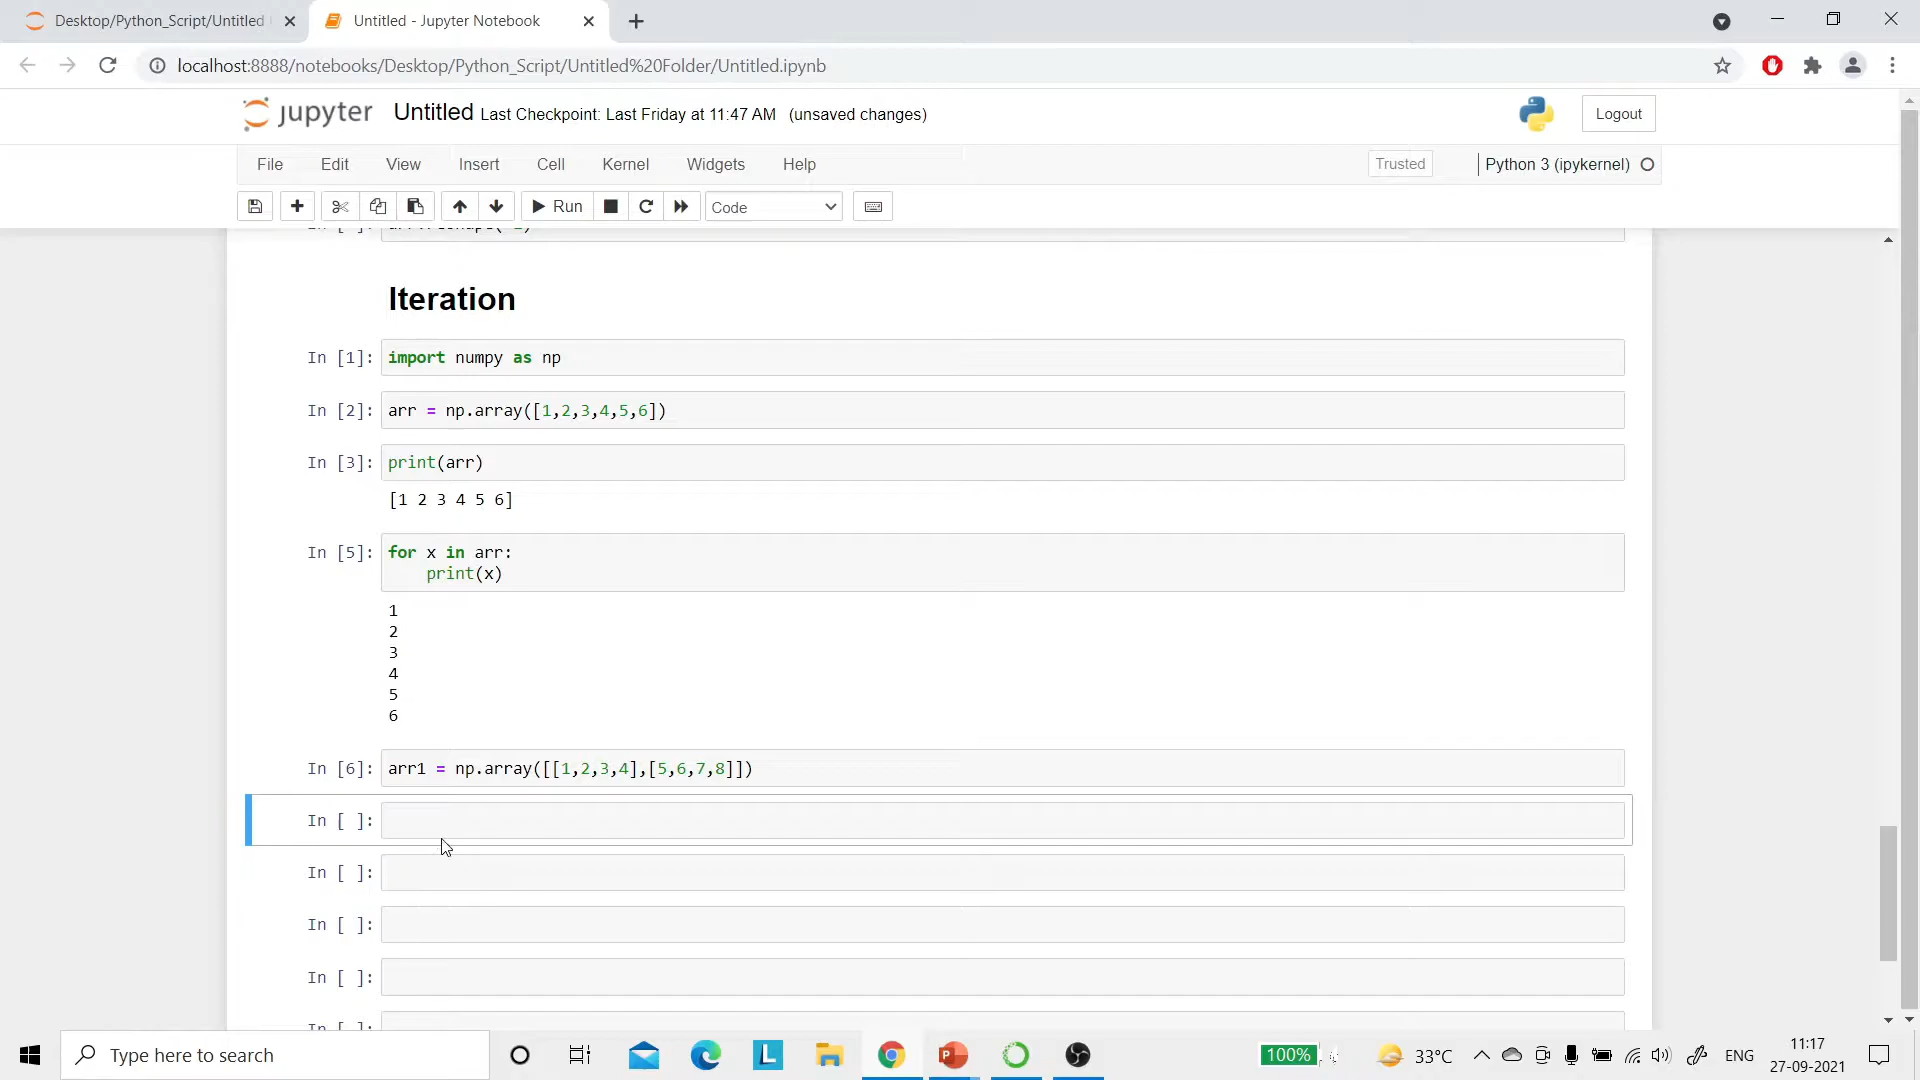 Desktop/Python_Script/Untitled
Untitled - Jupyter Notebook
localhost:8888/notebooks/Desktop/Python_Script/Untitled%20Folder/Untitled.ipynb
jupyter Untitled Last Checkpoint: Last Friday at 11:47 AM (unsaved changes)
Logout
File Edit View Insert Cell Kernel Widgets Help
Trusted Python 3 (ipykernel)
Run Code
Iteration
In [1]: import numpy as np
In [2]: arr = np.array([1,2,3,4,5,6])
In [3]: print(arr)
[1 2 3 4 5 6]
In [5]: for x in arr:
print(x)
1
2
3
4
5
6
In [6]: arr1 = np.array([[1,2,3,4],[5,6,7,8]])
In [ ]:
In [ ]:
In [ ]:
In [ ]:
In [ ]:
Type here to search
L
P
100%
33°C
ENG
11:17
27-09-2021